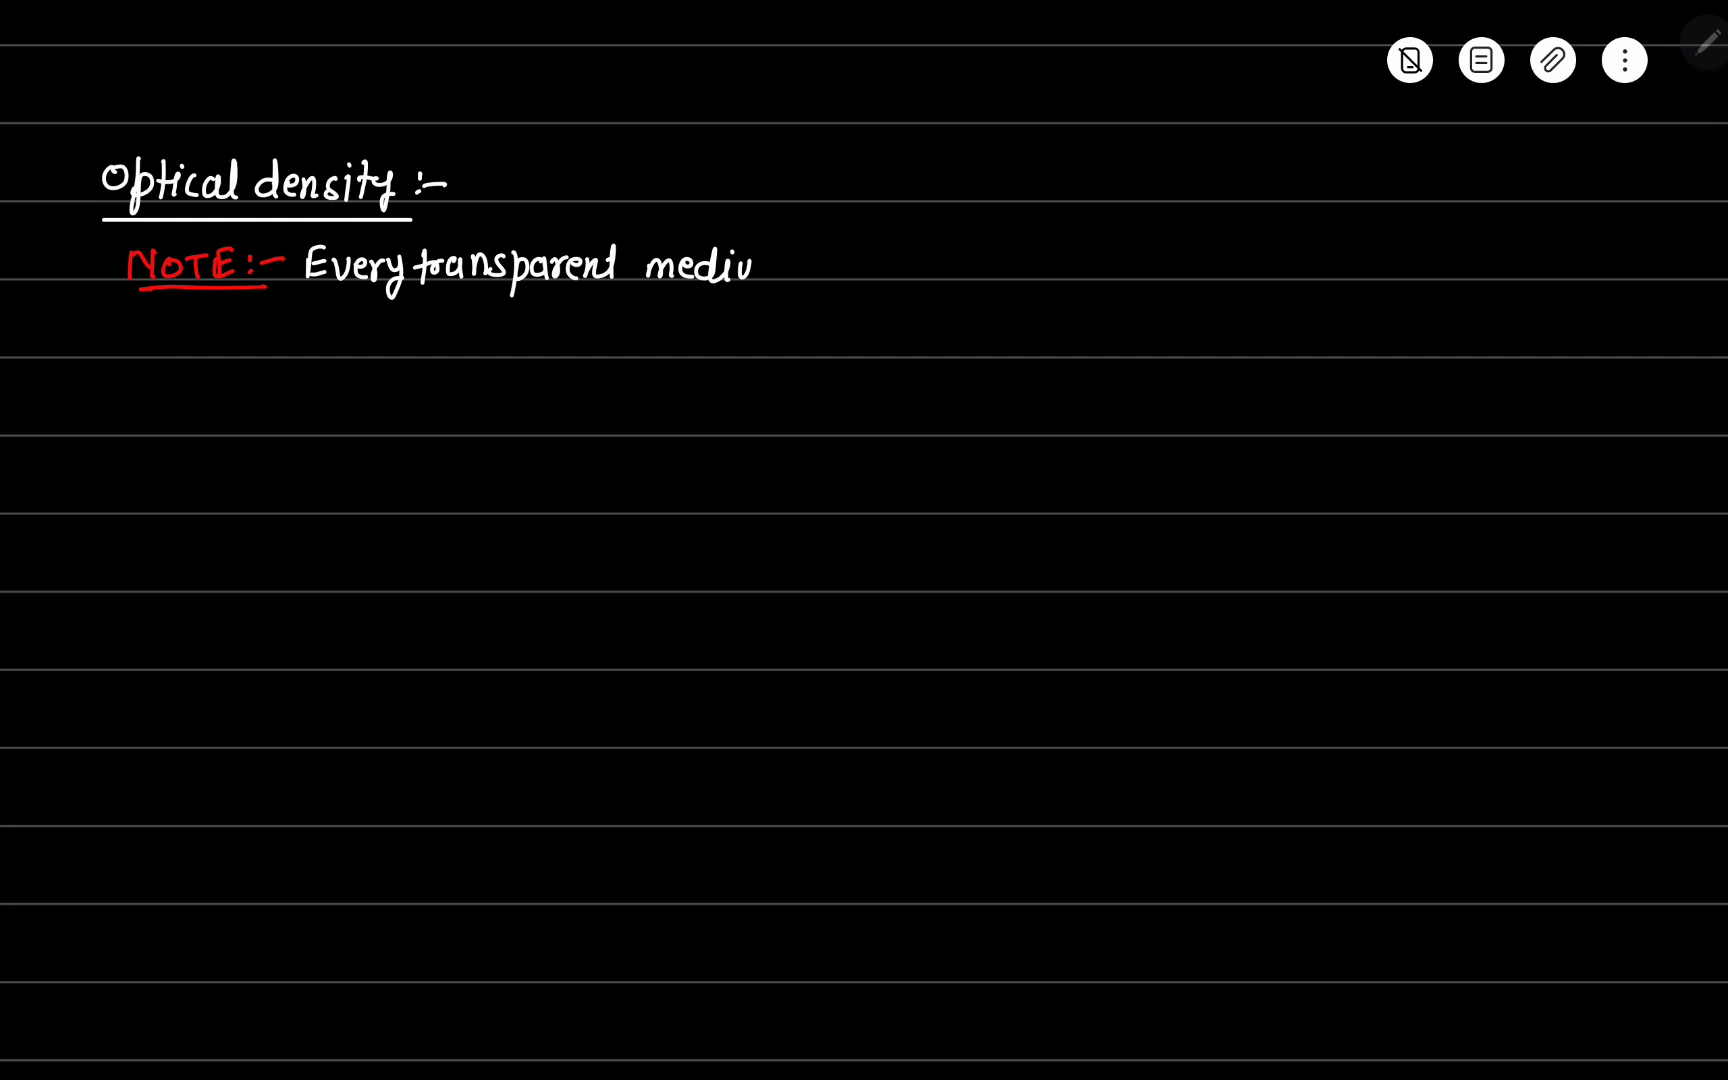 Optical density :-
NOTE :- Every transparent mediu